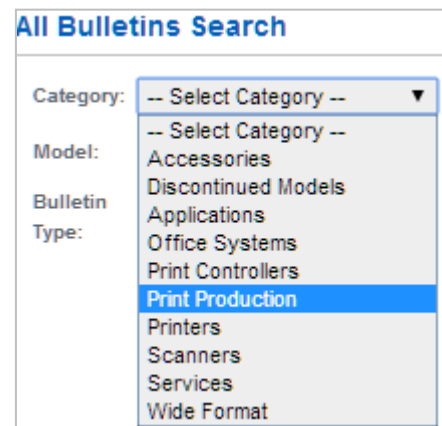 All Bulletins Search
Category: -- Select Category -- ▼
-- Select Category --
Model:
Accessories
Discontinued Models
Bulletin
Type:
Applications
Office Systems
Print Controllers
Print Production
Printers
Scanners
Services
Wide Format